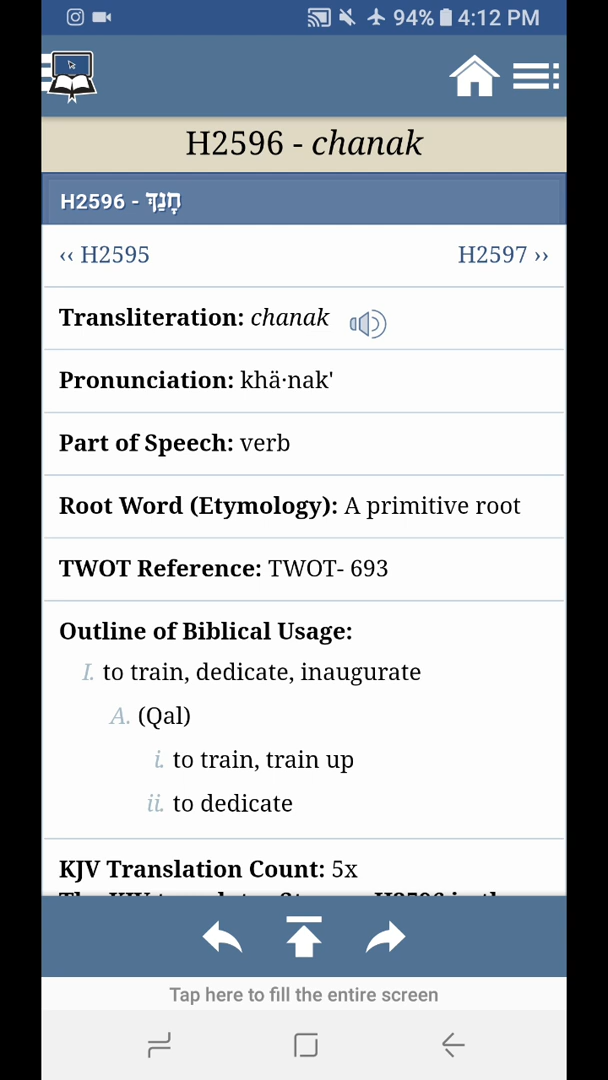 94% 4:12 PM
H2596 - chanak
H2596 - חָנַךְ
‹‹ H2595 H2597 ››
Transliteration: chanak
Pronunciation: khä·nak'
Part of Speech: verb
Root Word (Etymology): A primitive root
TWOT Reference: TWOT- 693
Outline of Biblical Usage:
I. to train, dedicate, inaugurate
A. (Qal)
i. to train, train up
ii. to dedicate
KJV Translation Count: 5x
Tap here to fill the entire screen